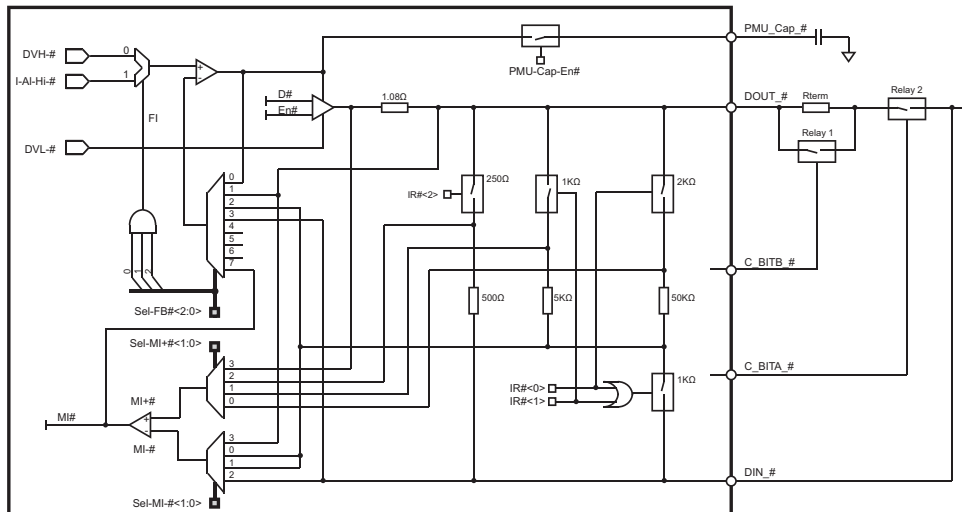 DVH-#
0
I-AI-Hi-#
1
FI
DVL-#
+
-
D#
En#
1.08Ω
PMU-Cap-En#
PMU_Cap_#
DOUT_#
Rterm
Relay 1
Relay 2
0
1
2
3
4
5
6
7
0
1
2
Sel-FB#<2:0>
Sel-MI+#<1:0>
IR#<2>
250Ω
1KΩ
2KΩ
500Ω
5KΩ
50KΩ
C_BITB_#
C_BITA_#
3
2
1
0
IR#<0>
IR#<1>
1KΩ
MI#
MI+#
+
-
MI-#
3
0
1
2
Sel-MI-#<1:0>
DIN_#